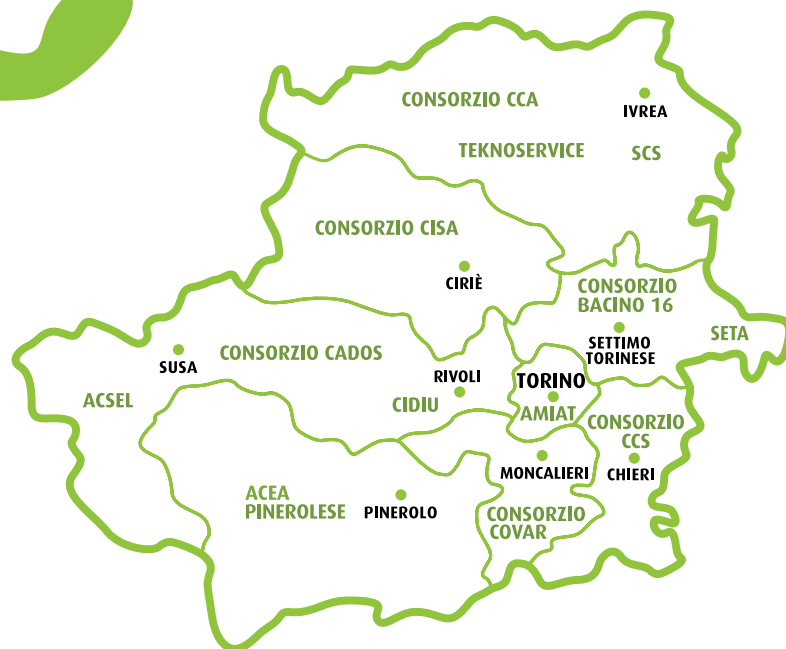 CONSORZIO CCA
IVREA
TEKNOSERVICE
SCS
CONSORZIO CISA
CIRIÈ
CONSORZIO
BACINO 16
SETTIMO
TORINESE
SETA
SUSA
CONSORZIO CADOS
RIVOLI
CIDIU
ACSEL
TORINO
AMIAT
CONSORZIO
CCS
CHIERI
MONCALIERI
ACEA
PINEROLESE
PINEROLO
CONSORZIO
COVAR